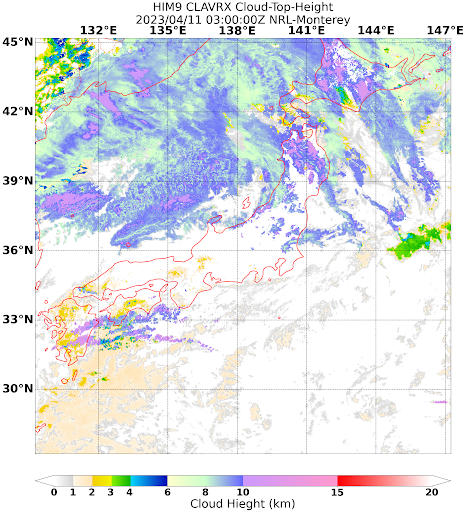 HIM9 CLAVRX Cloud-Top-Height
2023/04/11 03:00:00Z NRL-Monterey
132°E 135°E 138°E 141°E 144°E 147°E
45°N
42°N
39°N
36°N
33°N
30°N
0 1 2 3 4 6 8 10 15 20
Cloud Hieght (km)